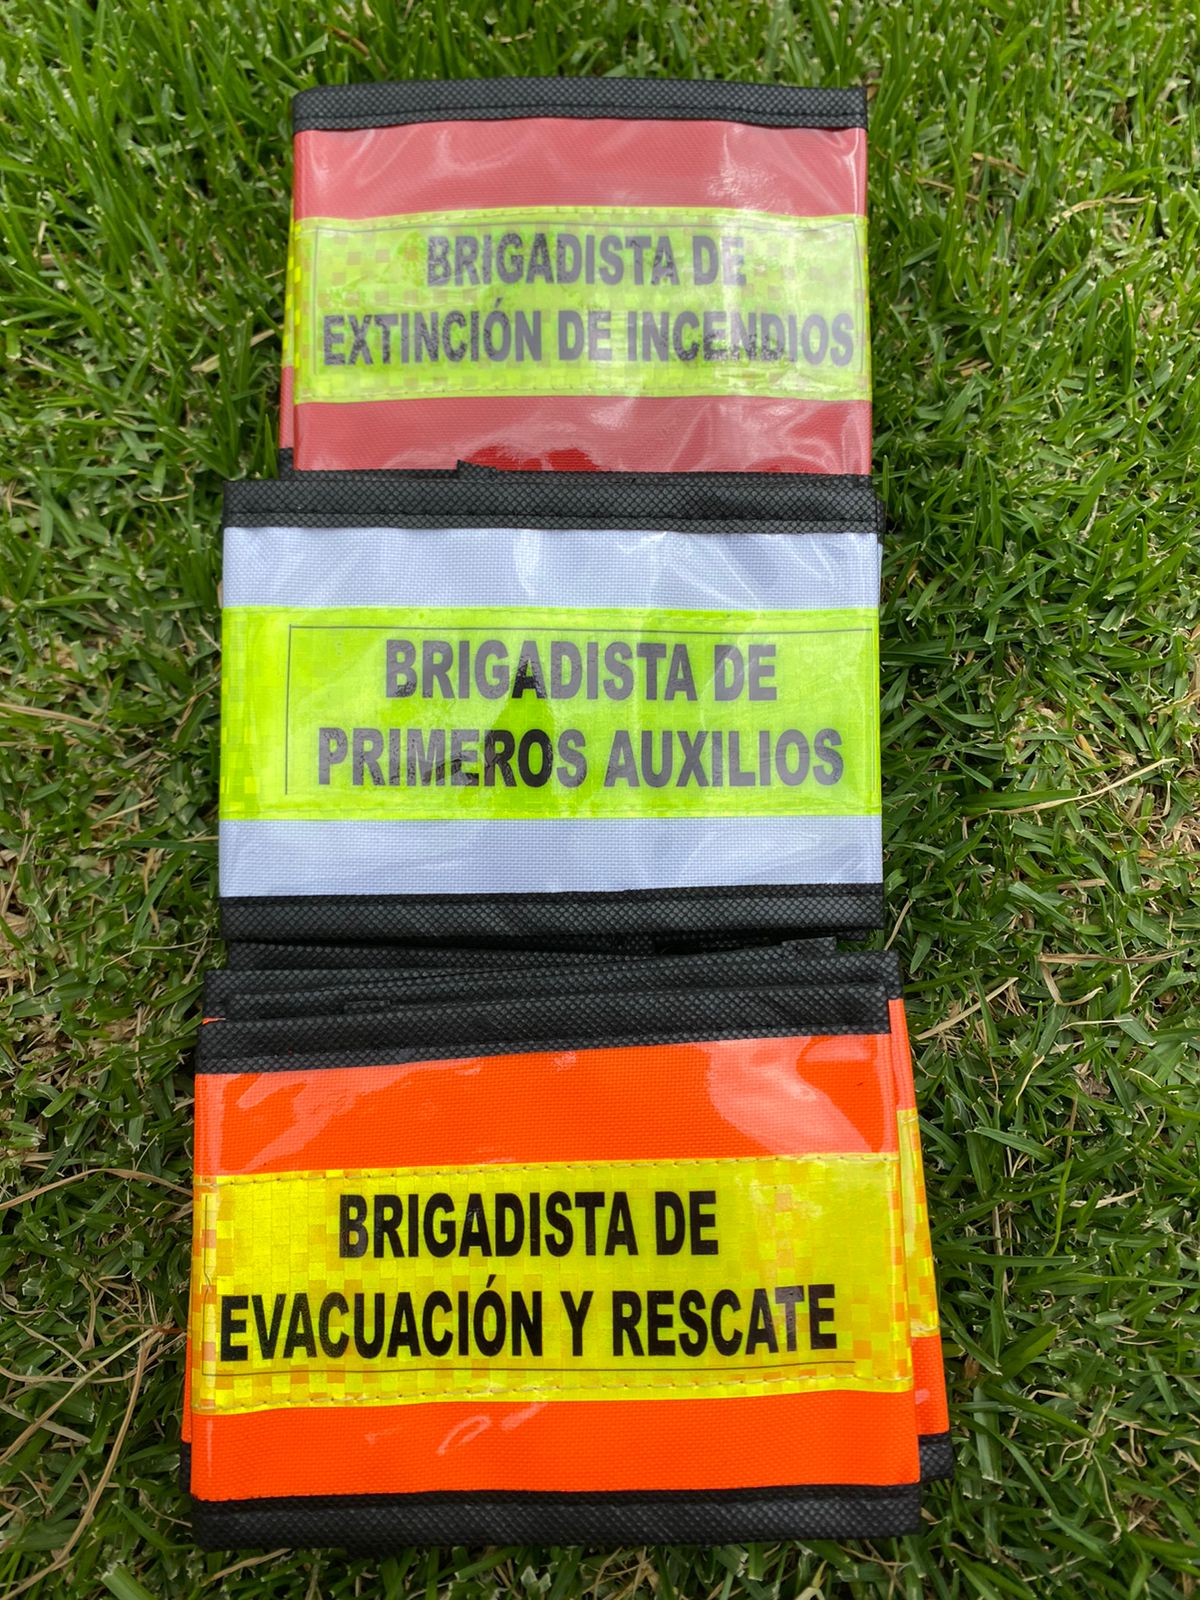 BRIGADISTA DE
EXTINCIÓN DE INCENDIOS
BRIGADISTA DE
PRIMEROS AUXILIOS
BRIGADISTA DE
EVACUACIÓN Y RESCATE